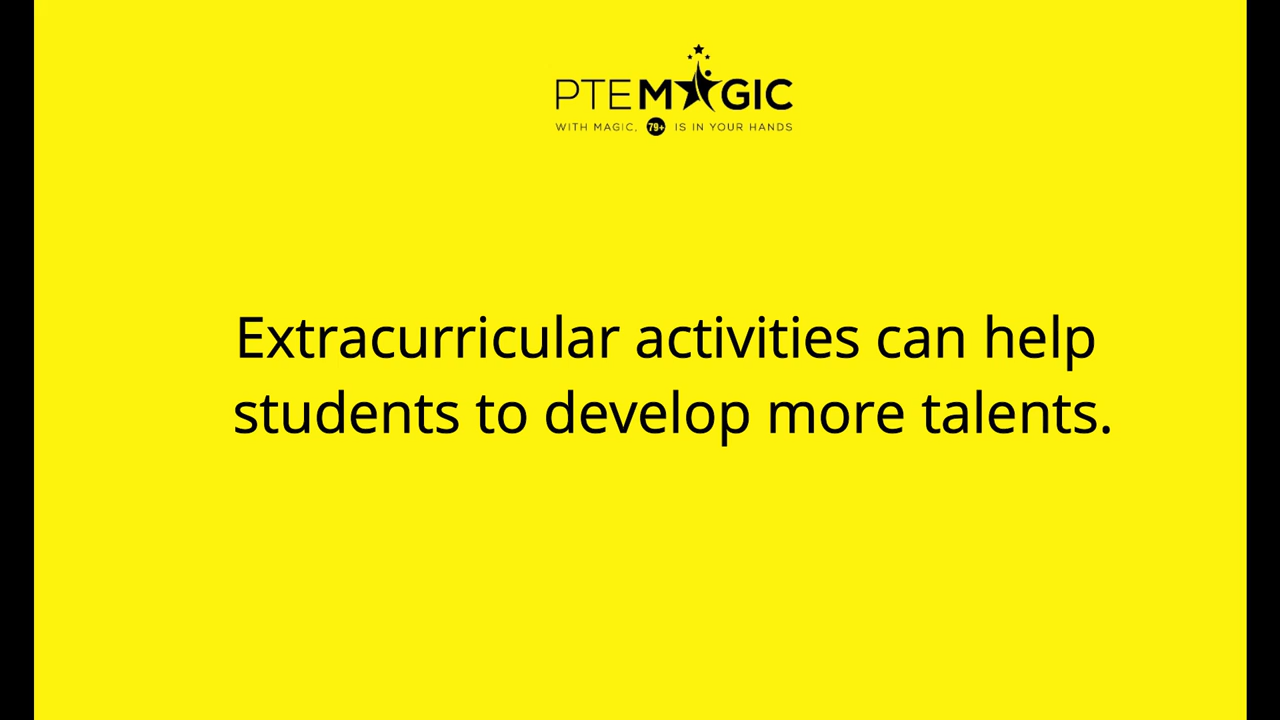 PTEMAGIC
WITH MAGIC, 79+ IS IN YOUR HANDS
Extracurricular activities can help
students to develop more talents.